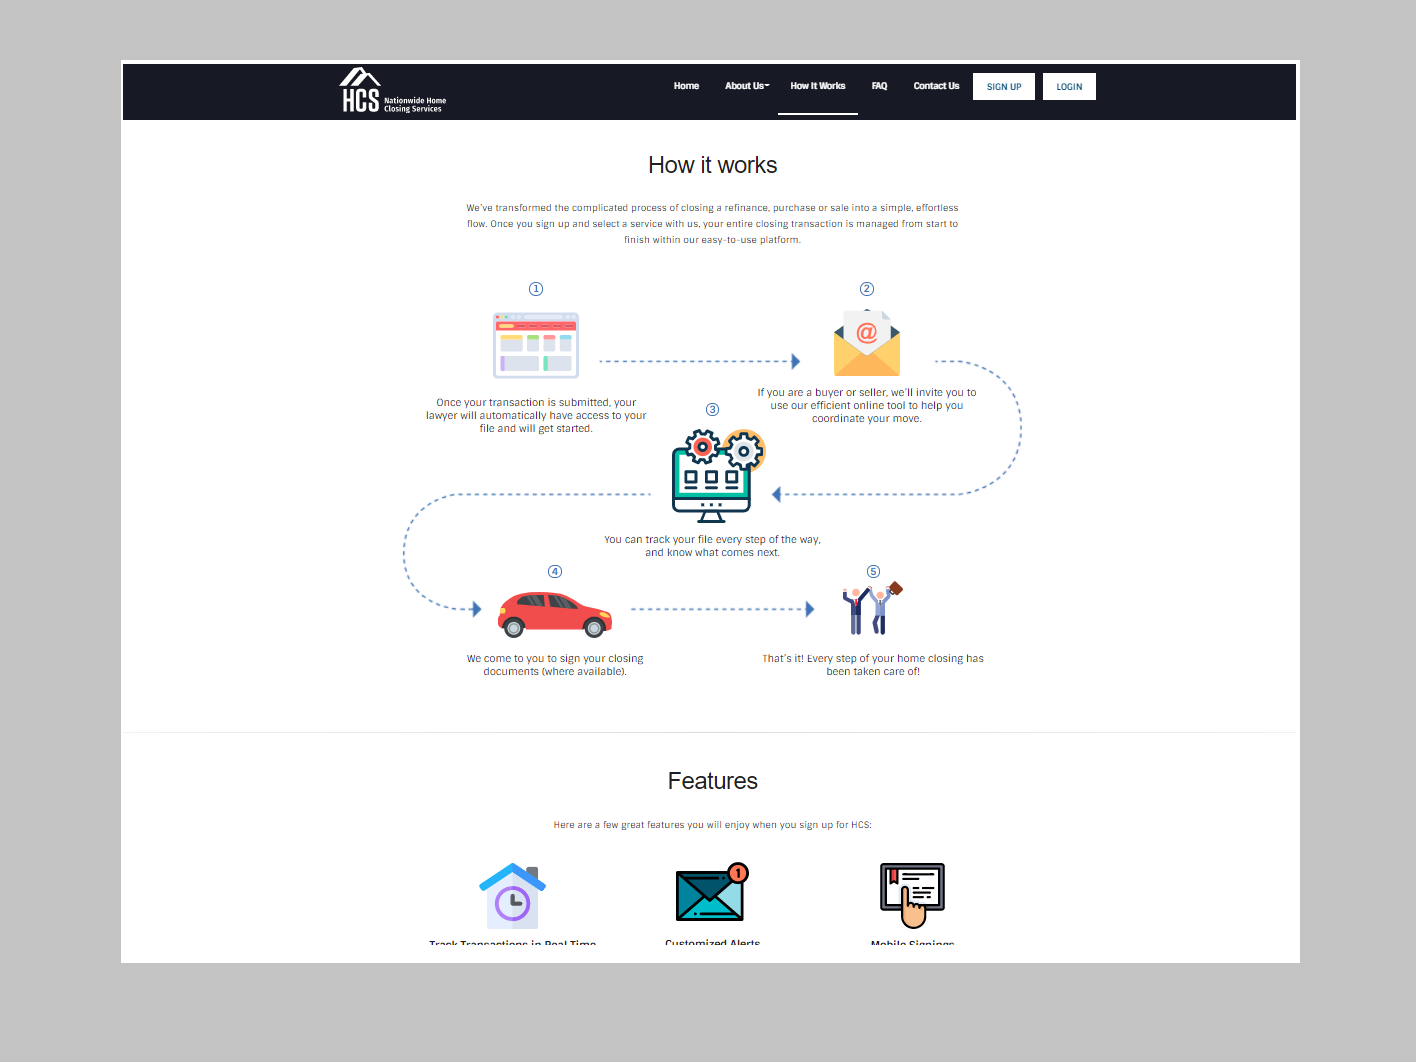 HCS Nationwide Home
Closing Services
Home About Us How It Works FAQ Contact Us SIGN UP LOGIN
How it works
We've transformed the complicated process of closing a refinance, purchase or sale into a simple, effortless
flow. Once you sign up and select a service with us, your entire closing transaction is managed from start to
finish within our easy-to-use platform.
1
Once your transaction is submitted, your
lawyer will automatically have access to your
file and will get started.
2
@
If you are a buyer or seller, we'll invite you to
use our efficient online tool to help you
coordinate your move.
3
You can track your file every step of the way,
and know what comes next.
4
We come to you to sign your closing
documents (where available).
5
That's it! Every step of your home closing has
been taken care of!
Features
Here are a few great features you will enjoy when you sign up for HCS:
1
Track Transactions in Real Time
Customized Alerts
Mobile Signings